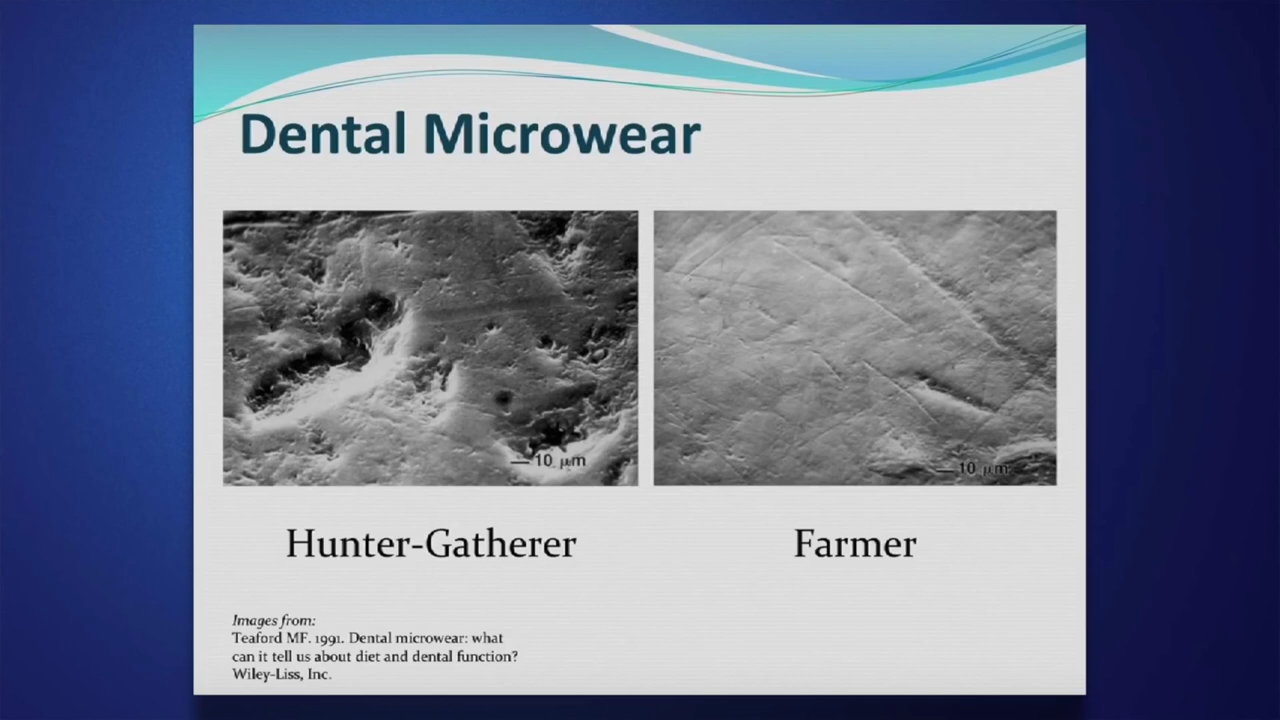 Dental Microwear
10 μm
10 μm
Hunter-Gatherer
Farmer
Images from:
Teaford MF. 1991. Dental microwear: what
can it tell us about diet and dental function?
Wiley-Liss, Inc.